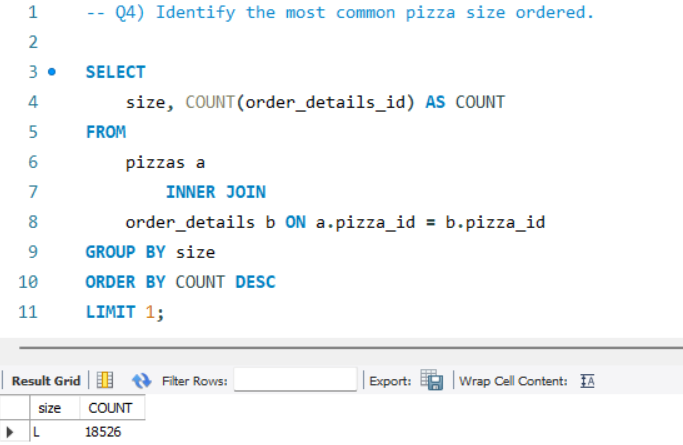 1 -- Q4) Identify the most common pizza size ordered.
2
3 SELECT
4 size, COUNT(order_details_id) AS COUNT
5 FROM
6 pizzas a
7 INNER JOIN
8 order_details b ON a.pizza_id = b.pizza_id
9 GROUP BY size
10 ORDER BY COUNT DESC
11 LIMIT 1;
Result Grid Filter Rows: Export: Wrap Cell Content: IA
size COUNT
L 18526